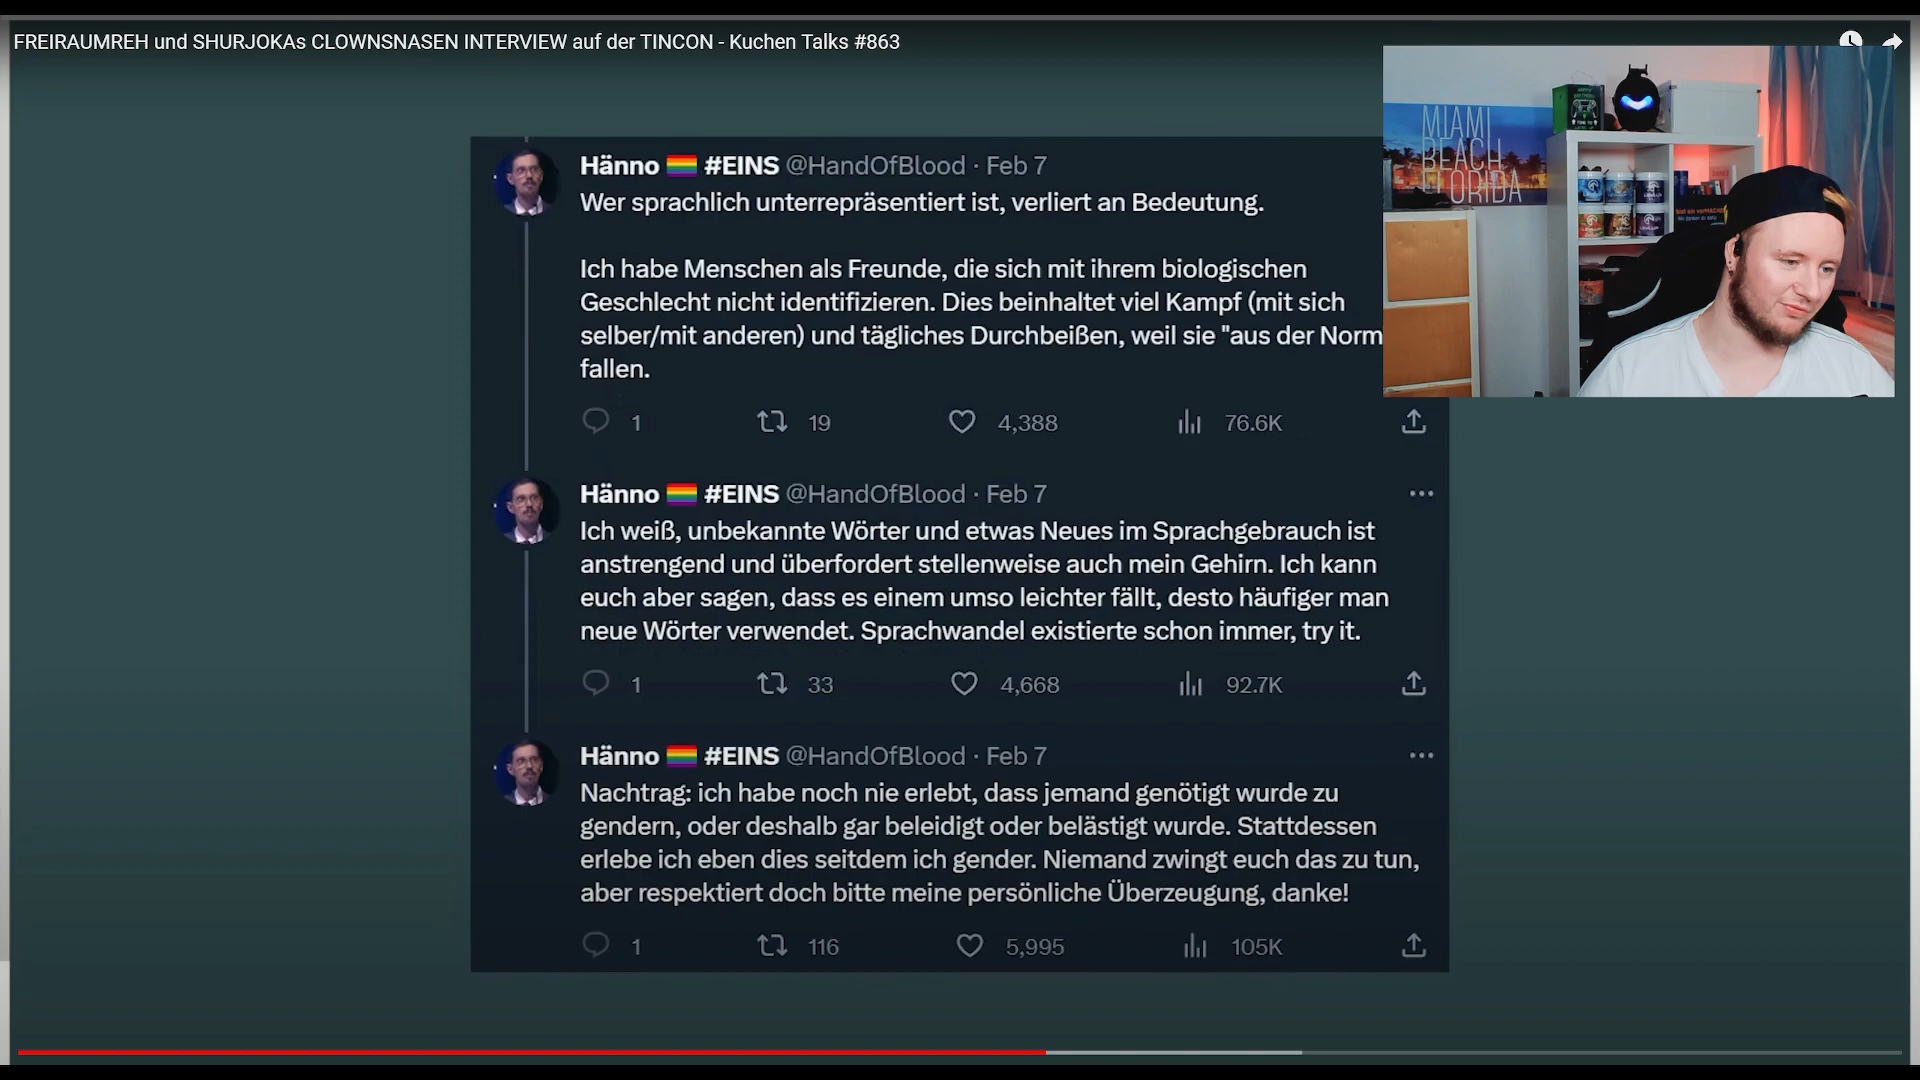 FREIRAUMREH und SHURJOKAs CLOWNSNASEN INTERVIEW auf der TINCON - Kuchen Talks #863
MIAMI
BEACH
FLORIDA
Hänno 🏳️‍🌈 #EINS @HandOfBlood · Feb 7
Wer sprachlich unterrepräsentiert ist, verliert an Bedeutung.
Ich habe Menschen als Freunde, die sich mit ihrem biologischen
Geschlecht nicht identifizieren. Dies beinhaltet viel Kampf (mit sich
selber/mit anderen) und tägliches Durchbeißen, weil sie "aus der Norm
fallen.
1 19 4,388 76.6K
Hänno 🏳️‍🌈 #EINS @HandOfBlood · Feb 7
Ich weiß, unbekannte Wörter und etwas Neues im Sprachgebrauch ist
anstrengend und überfordert stellenweise auch mein Gehirn. Ich kann
euch aber sagen, dass es einem umso leichter fällt, desto häufiger man
neue Wörter verwendet. Sprachwandel existierte schon immer, try it.
1 33 4,668 92.7K
Hänno 🏳️‍🌈 #EINS @HandOfBlood · Feb 7
Nachtrag: ich habe noch nie erlebt, dass jemand genötigt wurde zu
gendern, oder deshalb gar beleidigt oder belästigt wurde. Stattdessen
erlebe ich eben dies seitdem ich gender. Niemand zwingt euch das zu tun,
aber respektiert doch bitte meine persönliche Überzeugung, danke!
1 116 5,995 105K